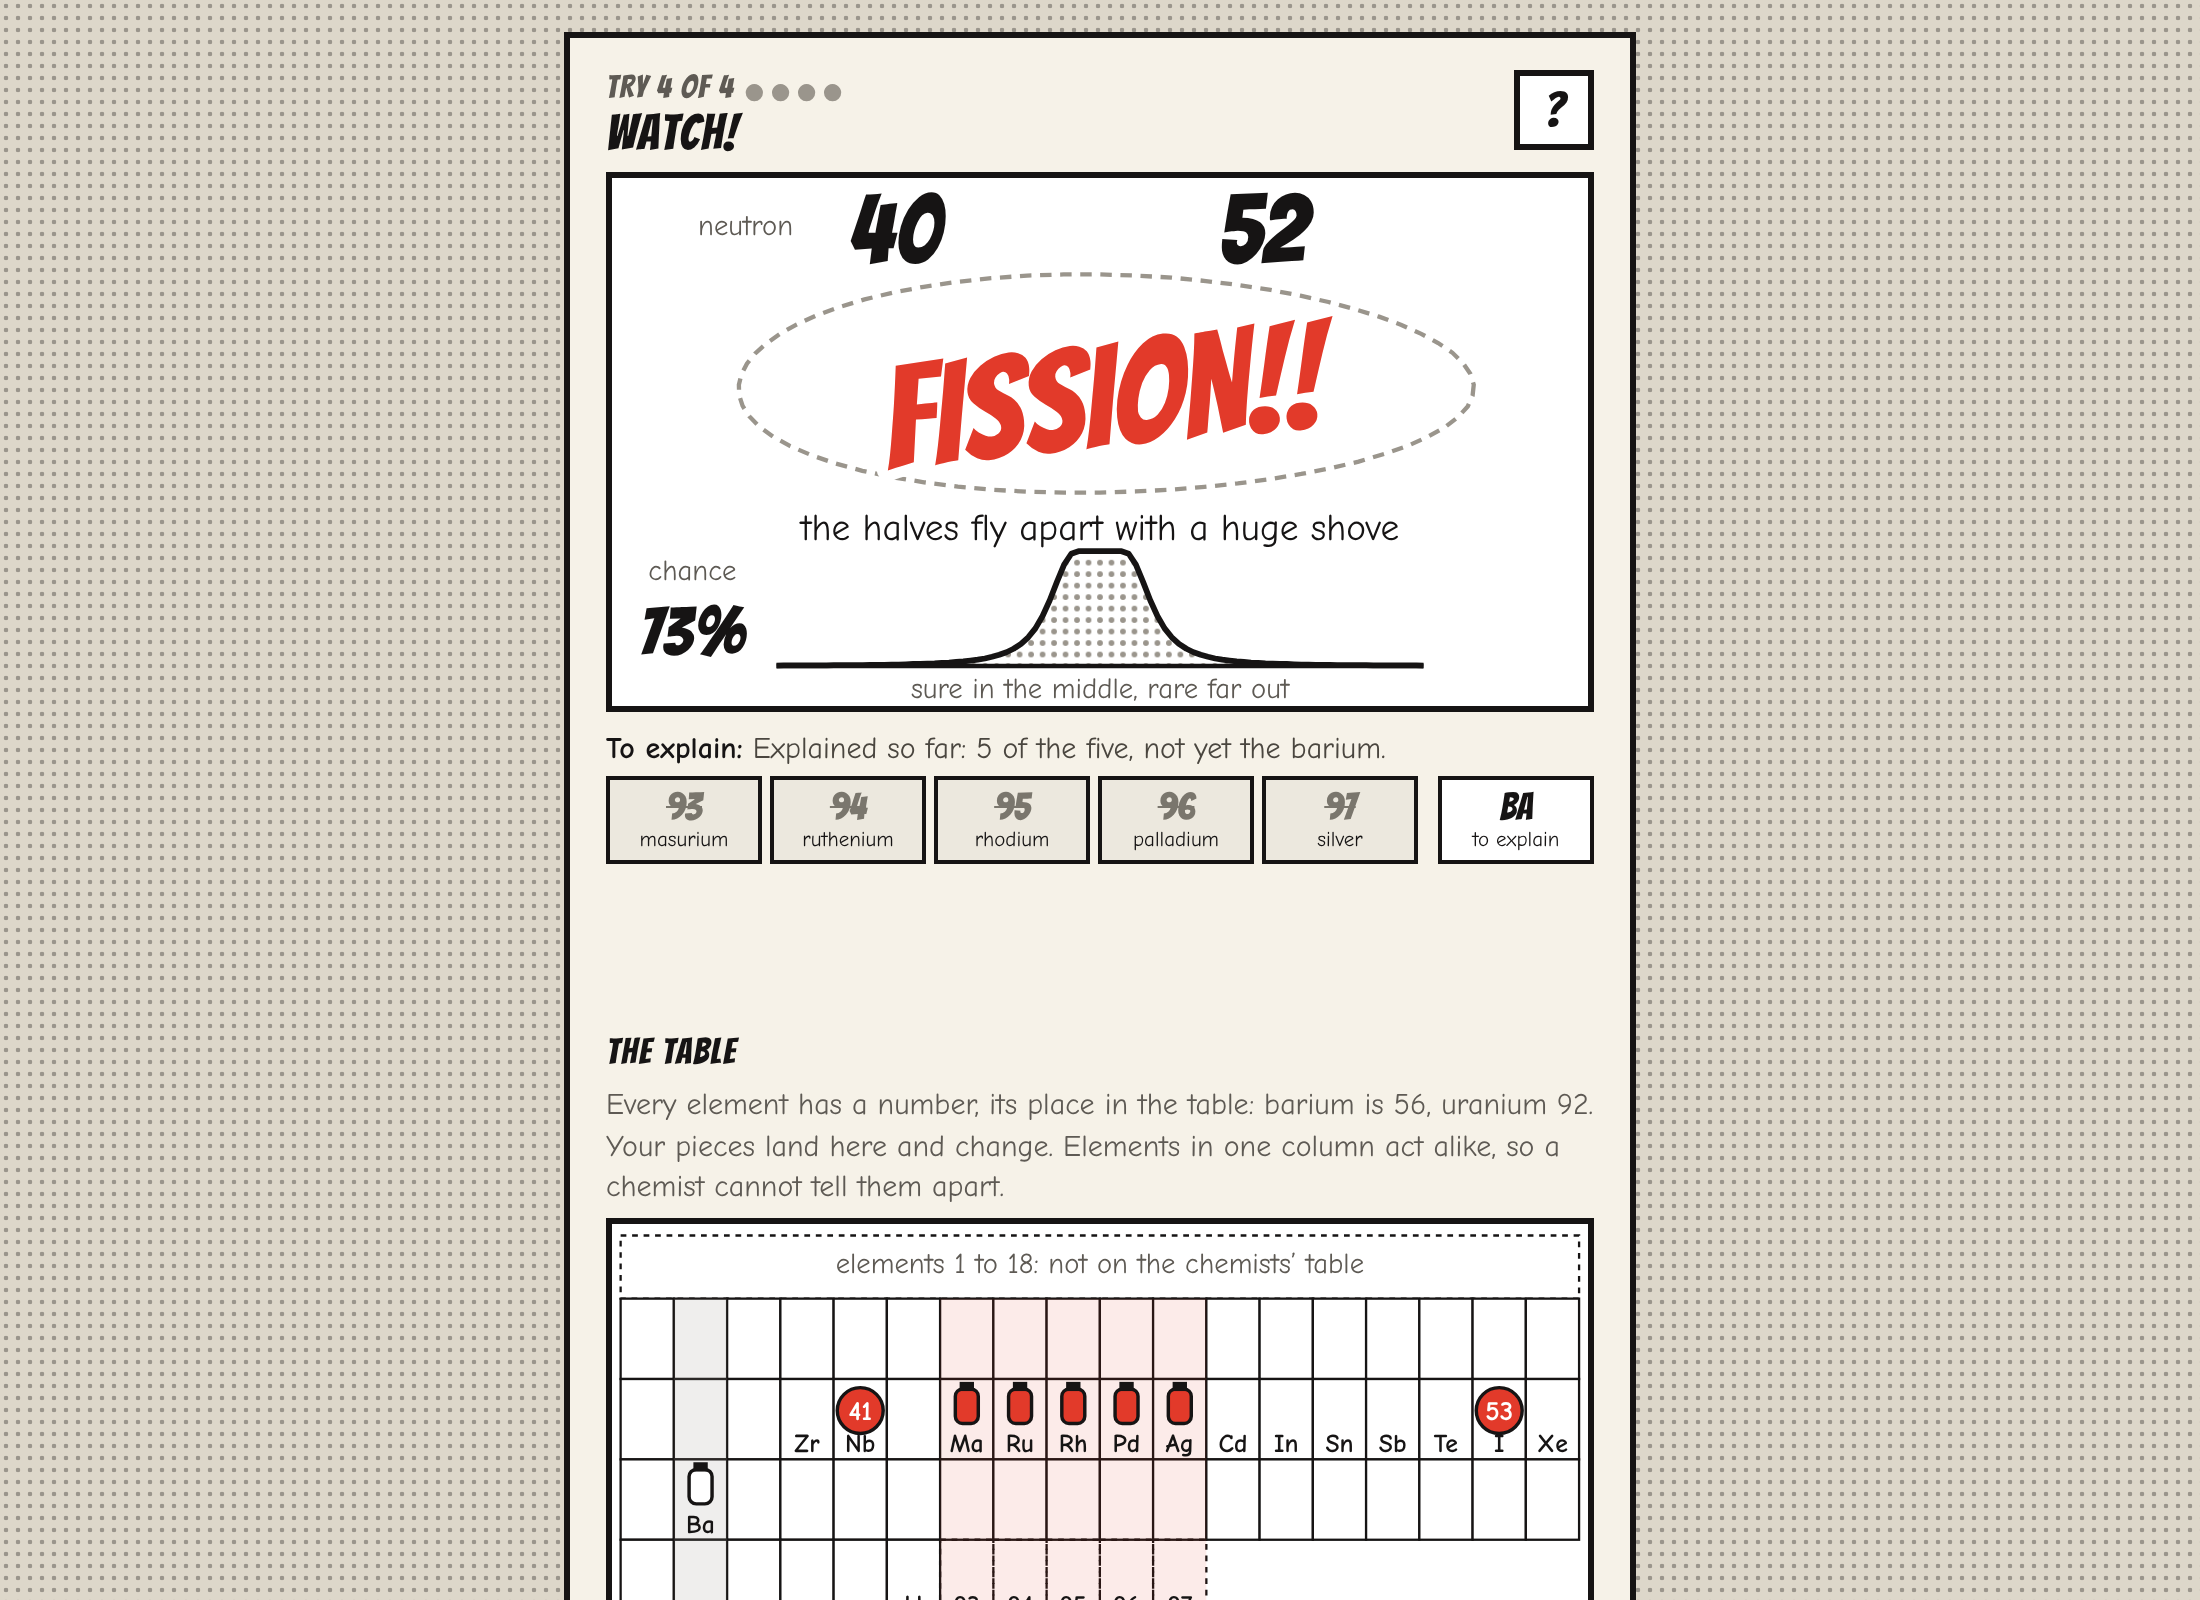 TRY 4 OF 4
WATCH!
?
neutron 40 52
FISSION!!
the halves fly apart with a huge shove
chance
73%
sure in the middle, rare far out
To explain: Explained so far: 5 of the five, not yet the barium.
93 94 95 96 97 BA
masurium ruthenium rhodium palladium silver to explain
THE TABLE
Every element has a number, its place in the table: barium is 56, uranium 92.
Your pieces land here and change. Elements in one column act alike, so a
chemist cannot tell them apart.
elements 1 to 18: not on the chemists' table
41 53
Zr Nb Ma Ru Rh Pd Ag Cd In Sn Sb Te I Xe
Ba